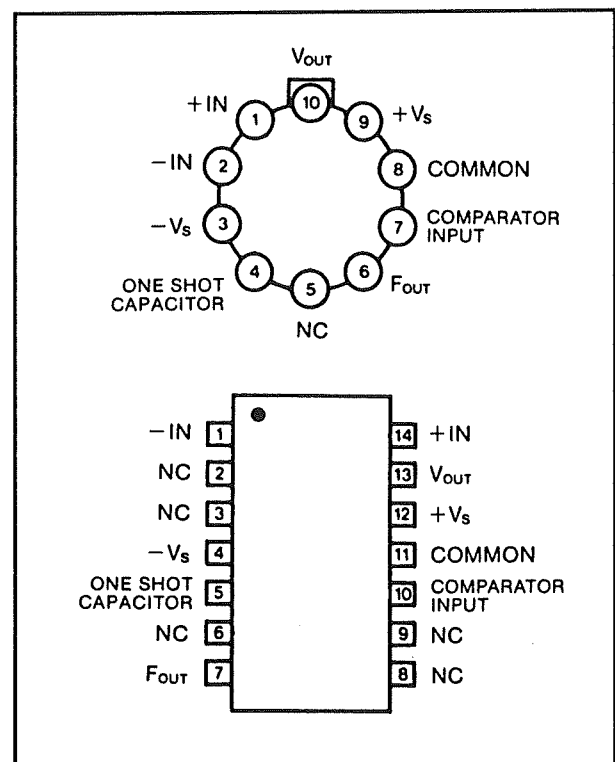 VOUT
+IN 1 10 9 +VS
−IN 2 8 COMMON
−VS 3 7 COMPARATOR
INPUT
ONE SHOT
CAPACITOR 4 5 6 FOUT
NC
−IN 1 14 +IN
NC 2 13 VOUT
NC 3 12 +VS
−VS 4 11 COMMON
ONE SHOT
CAPACITOR 5 10 COMPARATOR
INPUT
NC 6 9 NC
FOUT 7 8 NC